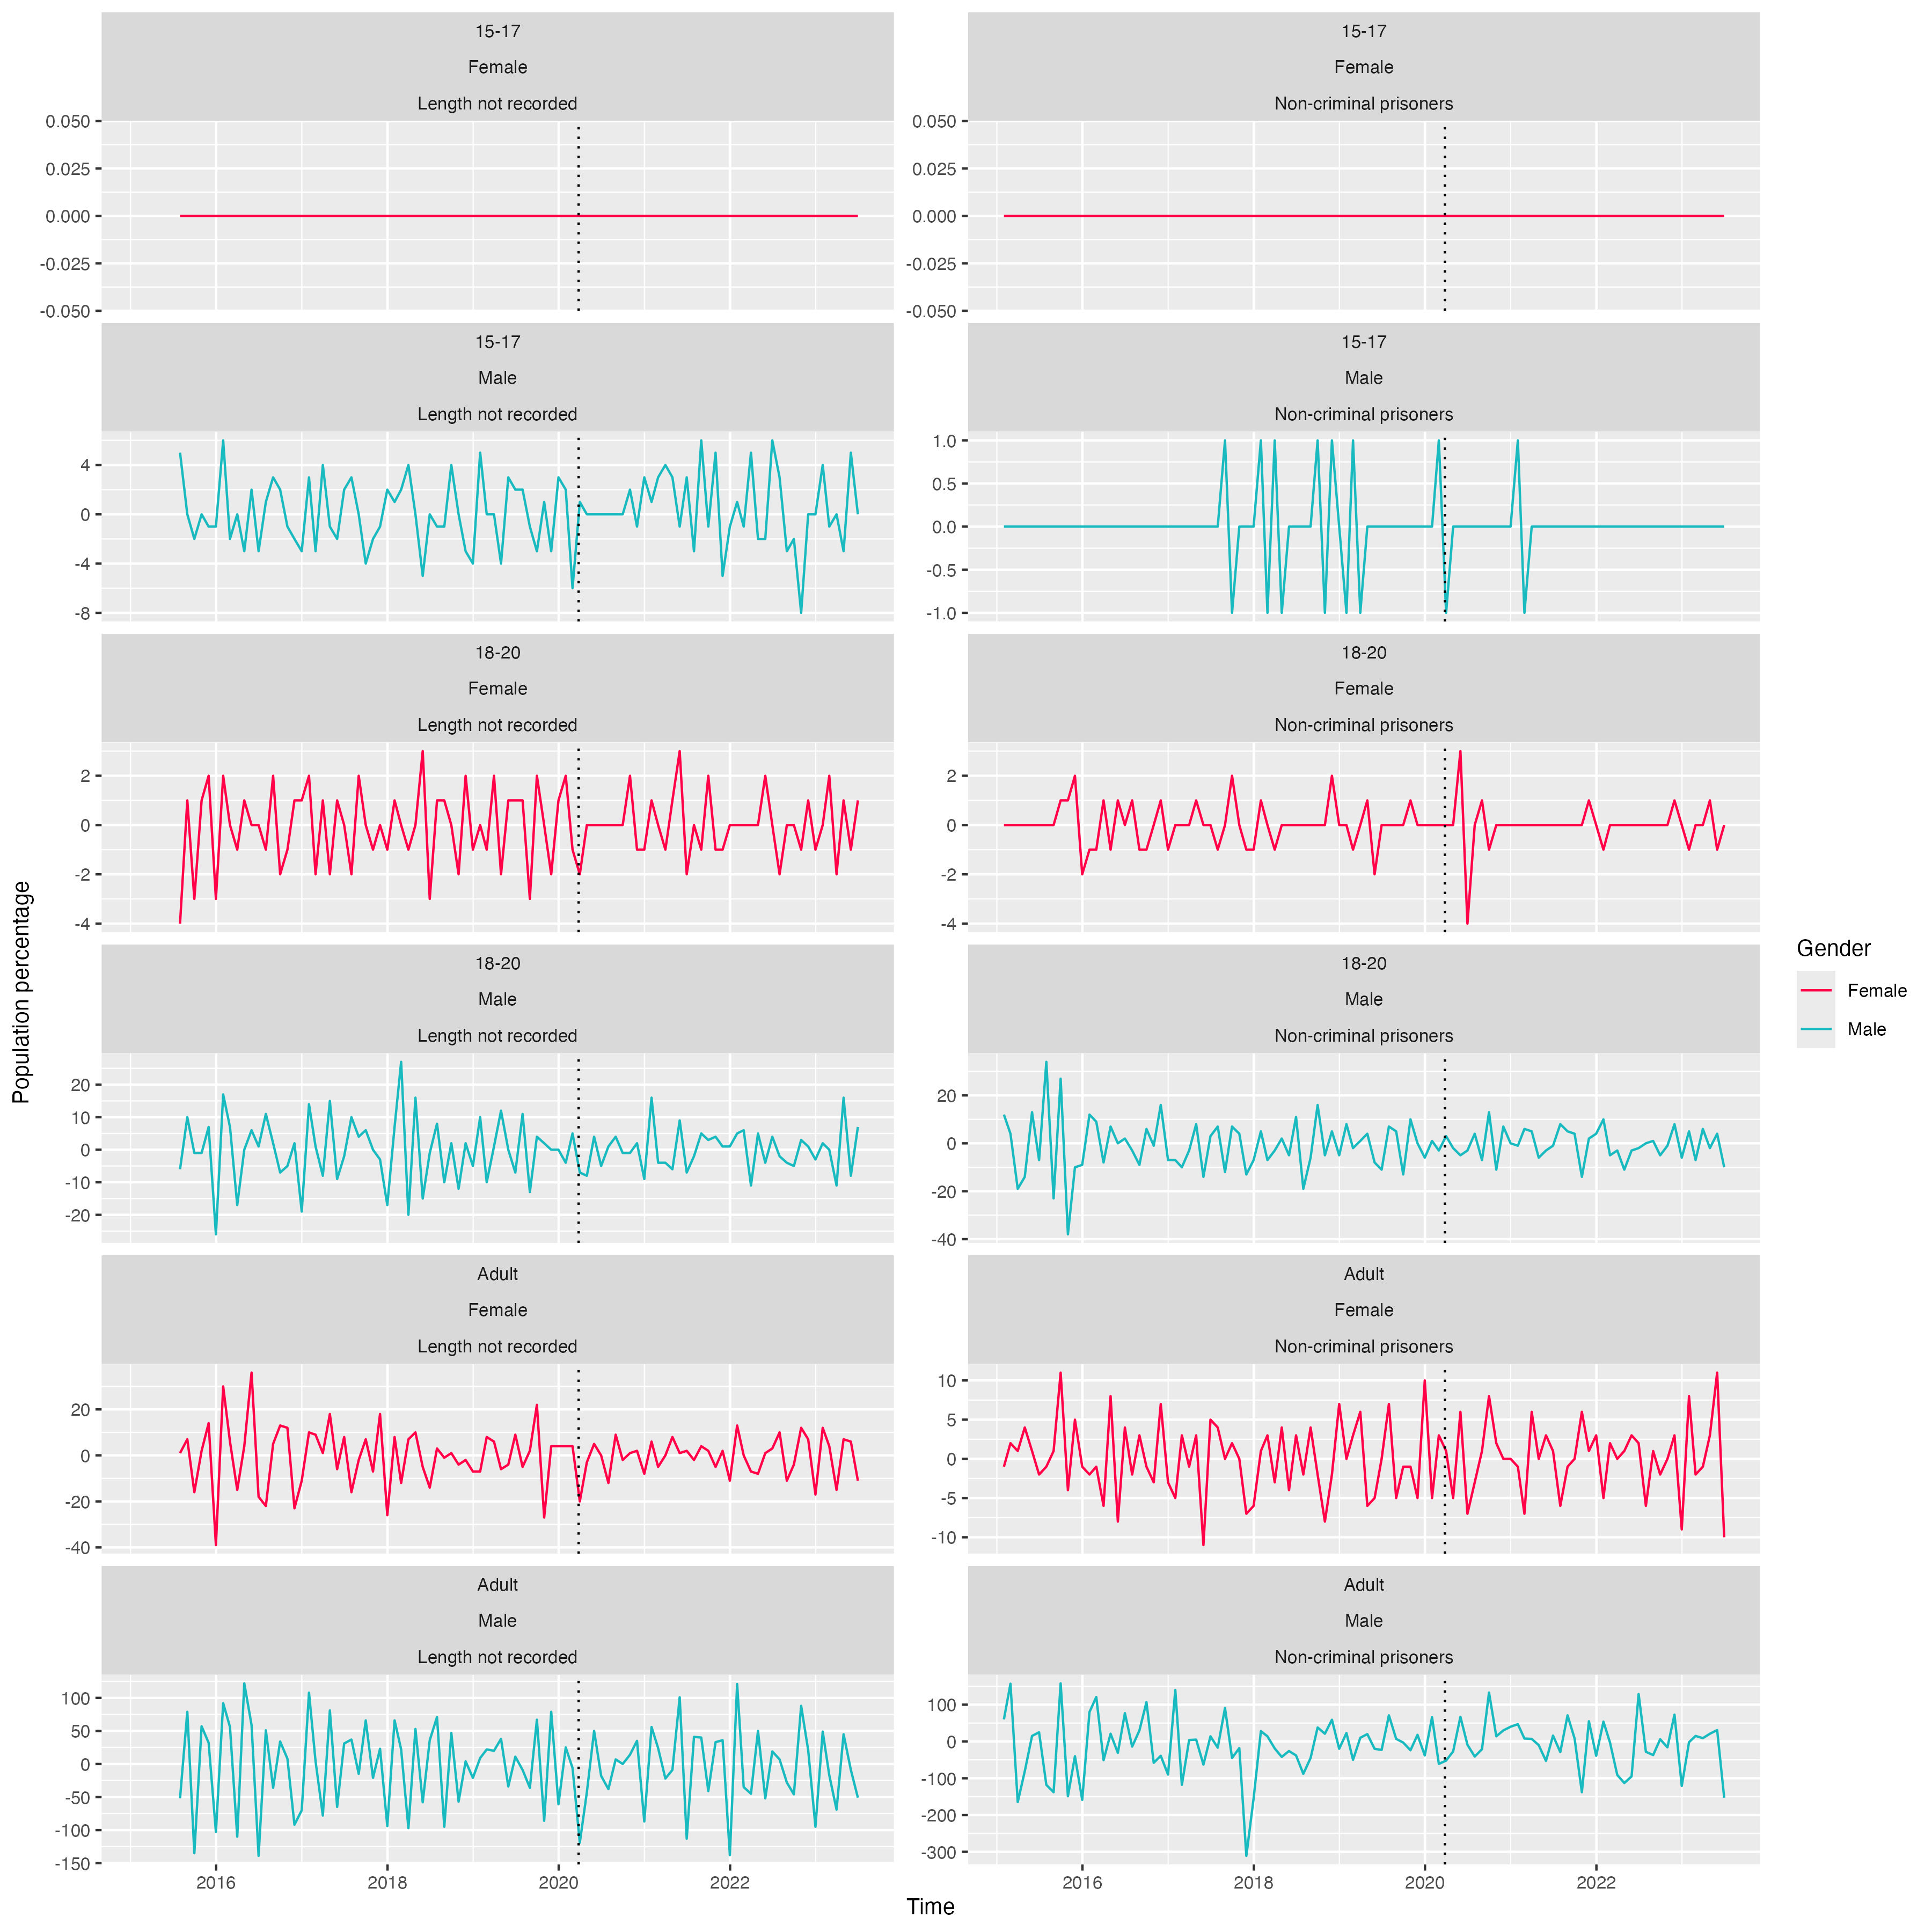 15-17
Female
Length not recorded
0.050
0.025
0.000
-0.025
-0.050
15-17
Female
Non-criminal prisoners
0.050
0.025
0.000
-0.025
-0.050
15-17
Male
Length not recorded
4
0
-4
-8
15-17
Male
Non-criminal prisoners
1.0
0.5
0.0
-0.5
-1.0
18-20
Female
Length not recorded
2
0
-2
-4
18-20
Female
Non-criminal prisoners
2
0
-2
-4
18-20
Male
Length not recorded
20
10
0
-10
-20
18-20
Male
Non-criminal prisoners
20
0
-20
-40
Adult
Female
Length not recorded
20
0
-20
-40
Adult
Female
Non-criminal prisoners
10
5
0
-5
-10
Adult
Male
Length not recorded
100
50
0
-50
-100
-150
2016 2018 2020 2022
Adult
Male
Non-criminal prisoners
100
0
-100
-200
-300
2016 2018 2020 2022
Time
Population percentage
Gender
Female
Male